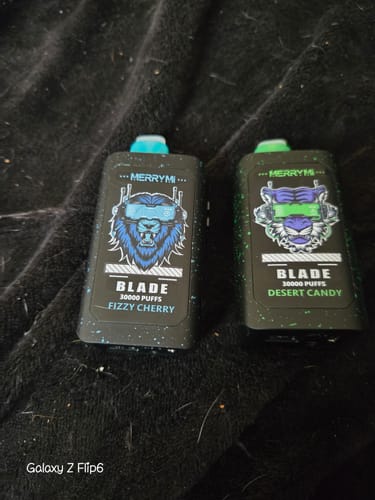 MERRYMI
BLADE
30000 PUFFS
FIZZY CHERRY
MERRYMI
BLADE
30000 PUFFS
DESERT CANDY
Galaxy Z Flip6